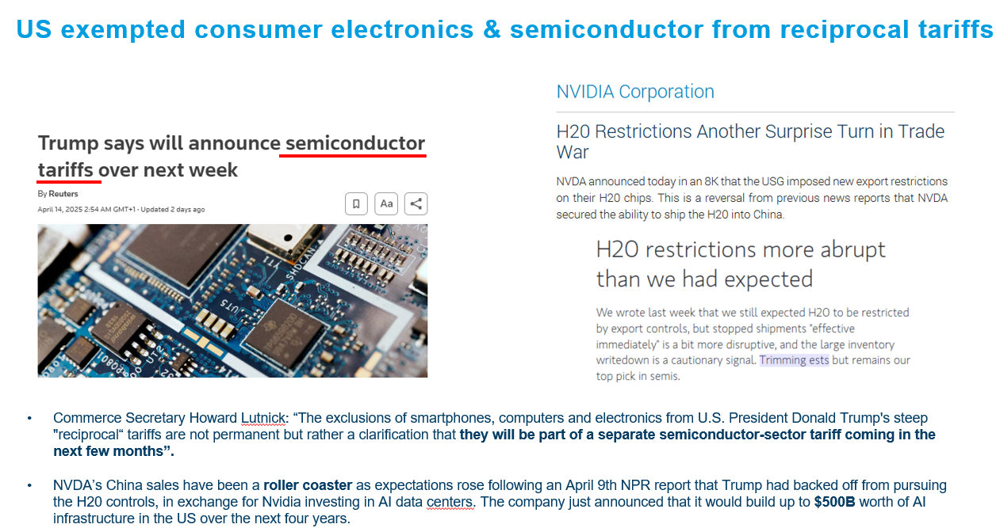 US exempted consumer electronics & semiconductor from reciprocal tariffs
Trump says will announce semiconductor
tariffs over next week
By Reuters
April 14, 2025 2:54 AM GMT+1 · Updated 2 days ago
Aa
YT1
SHDCAN
UT5
NVIDIA Corporation
H20 Restrictions Another Surprise Turn in Trade
War
NVDA announced today in an 8K that the USG imposed new export restrictions
on their H20 chips. This is a reversal from previous news reports that NVDA
secured the ability to ship the H20 into China.
H20 restrictions more abrupt
than we had expected
We wrote last week that we still expected H20 to be restricted
by export controls, but stopped shipments "effective
immediately" is a bit more disruptive, and the large inventory
writedown is a cautionary signal. Trimming ests but remains our
top pick in semis.
• Commerce Secretary Howard Lutnick: “The exclusions of smartphones, computers and electronics from U.S. President Donald Trump's steep
"reciprocal“ tariffs are not permanent but rather a clarification that they will be part of a separate semiconductor-sector tariff coming in the
next few months”.
• NVDA’s China sales have been a roller coaster as expectations rose following an April 9th NPR report that Trump had backed off from pursuing
the H20 controls, in exchange for Nvidia investing in AI data centers. The company just announced that it would build up to $500B worth of AI
infrastructure in the US over the next four years.